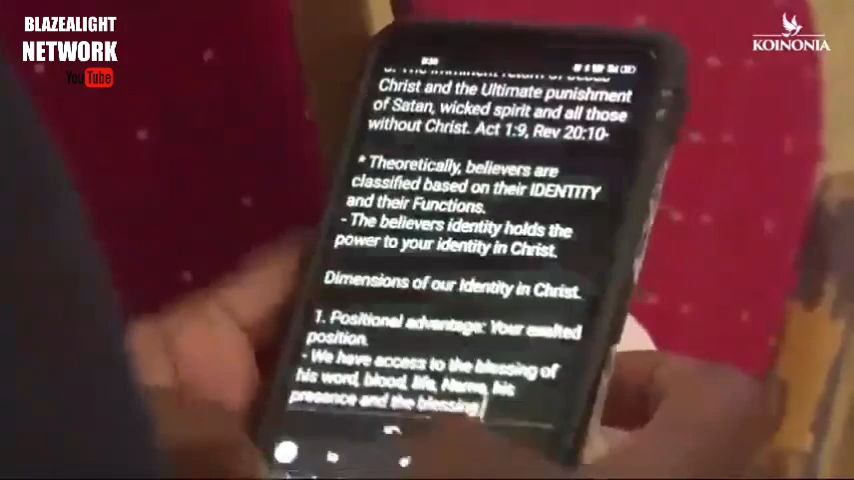 BLAZEALIGHT
NETWORK
YouTube
KOINONIA
Christ and the Ultimate punishment
of Satan, wicked spirit and all those
without Christ. Act 1:9, Rev 20:10-
* Theoretically, believers are
classified based on their IDENTITY
and their Functions.
- The believers identity holds the
power to your identity in Christ.
Dimensions of our Identity in Christ.
1. Positional advantage: Your exalted
position.
- We have access to the blessing of
his word, blood, life, Name, his
presence and the blessing